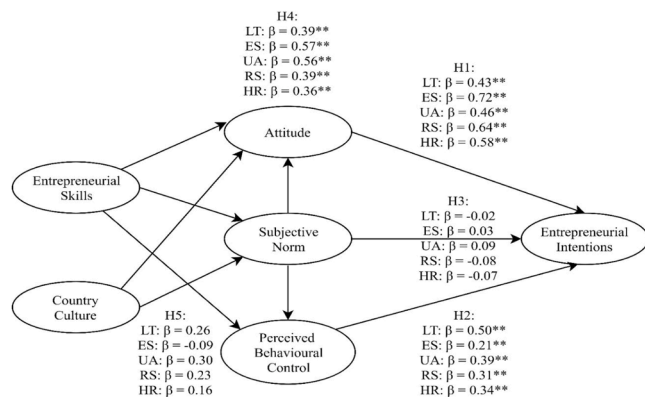 H4:
LT: β = 0.39**
ES: β = 0.57**
UA: β = 0.56**
RS: β = 0.39**
HR: β = 0.36**
H1:
LT: β = 0.43**
ES: β = 0.72**
UA: β = 0.46**
RS: β = 0.64**
HR: β = 0.58**
Attitude
Entrepreneurial
Skills
H3:
LT: β = -0.02
ES: β = 0.03
UA: β = 0.09
RS: β = -0.08
HR: β = -0.07
Subjective
Norm
Entrepreneurial
Intentions
Country
Culture
H5:
LT: β = 0.26
ES: β = -0.09
UA: β = 0.30
RS: β = 0.23
HR: β = 0.16
Perceived
Behavioural
Control
H2:
LT: β = 0.50**
ES: β = 0.21**
UA: β = 0.39**
RS: β = 0.31**
HR: β = 0.34**